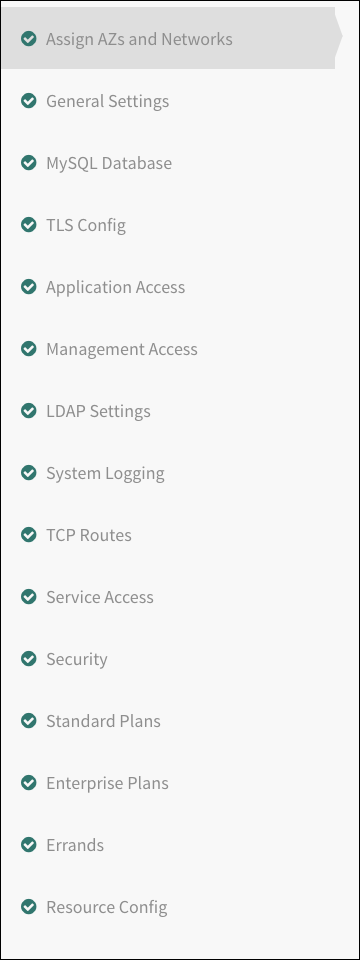 Assign AZs and Networks
General Settings
MySQL Database
TLS Config
Application Access
Management Access
LDAP Settings
System Logging
TCP Routes
Service Access
Security
Standard Plans
Enterprise Plans
Errands
Resource Config